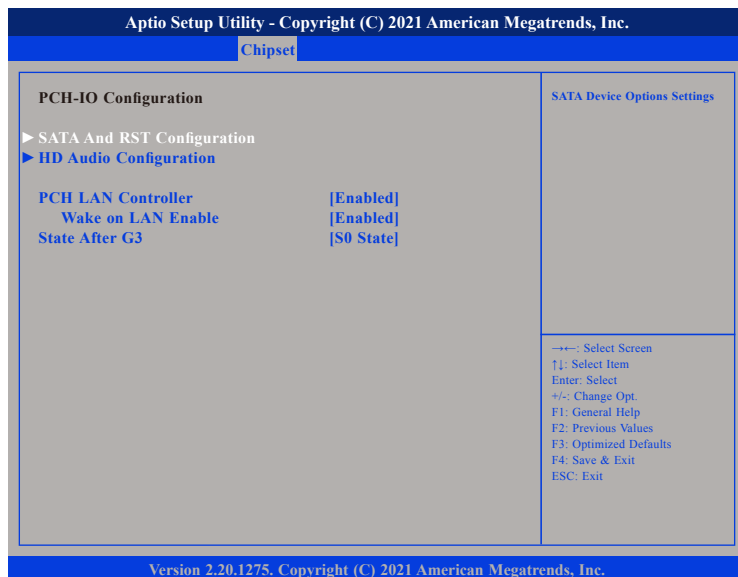 Aptio Setup Utility - Copyright (C) 2021 American Megatrends, Inc.
Chipset
PCH-IO Configuration
► SATA And RST Configuration
► HD Audio Configuration
PCH LAN Controller [Enabled]
Wake on LAN Enable [Enabled]
State After G3 [S0 State]
SATA Device Options Settings
→←: Select Screen
↑↓: Select Item
Enter: Select
+/-: Change Opt.
F1: General Help
F2: Previous Values
F3: Optimized Defaults
F4: Save & Exit
ESC: Exit
Version 2.20.1275. Copyright (C) 2021 American Megatrends, Inc.